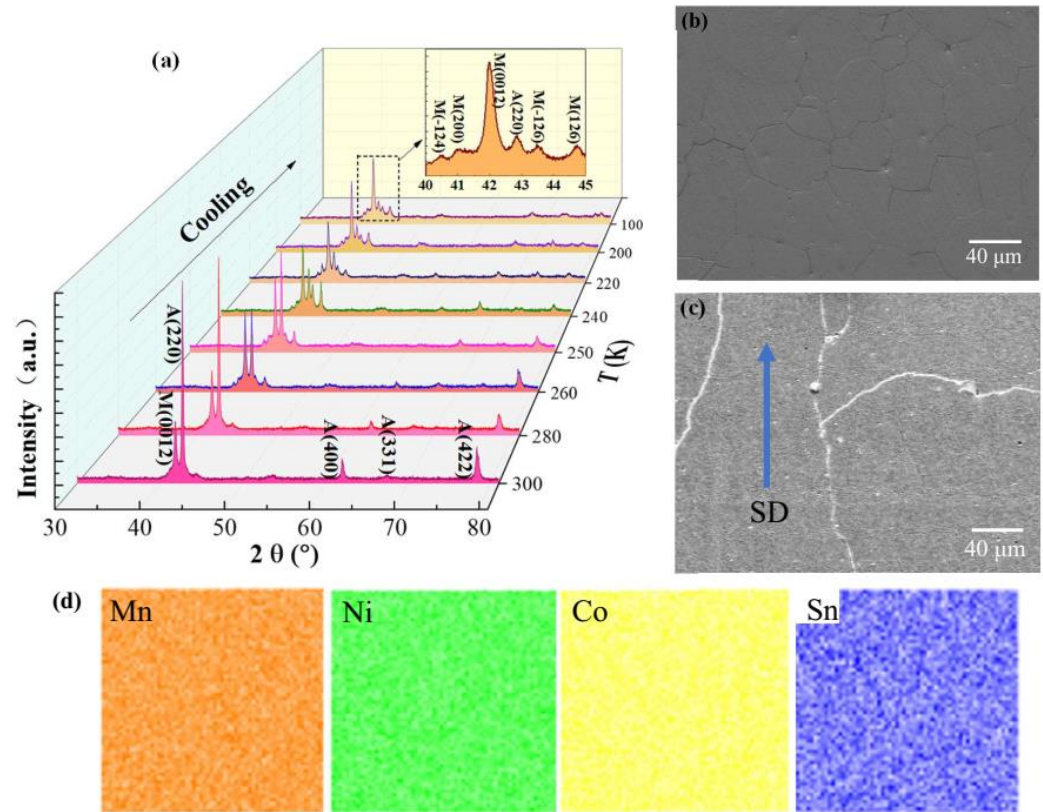 (a)
Cooling
Intensity (a.u.)
2 θ (°)
T (K)
30
40
50
60
70
80
100
200
220
240
250
260
280
300
M(0012)
A(220)
A(400)
A(331)
A(422)
M(-124)
M(200)
M(0012)
A(220)
M(-126)
M(126)
40
41
42
43
44
45
(b)
40 μm
(c)
SD
40 μm
(d)
Mn
Ni
Co
Sn